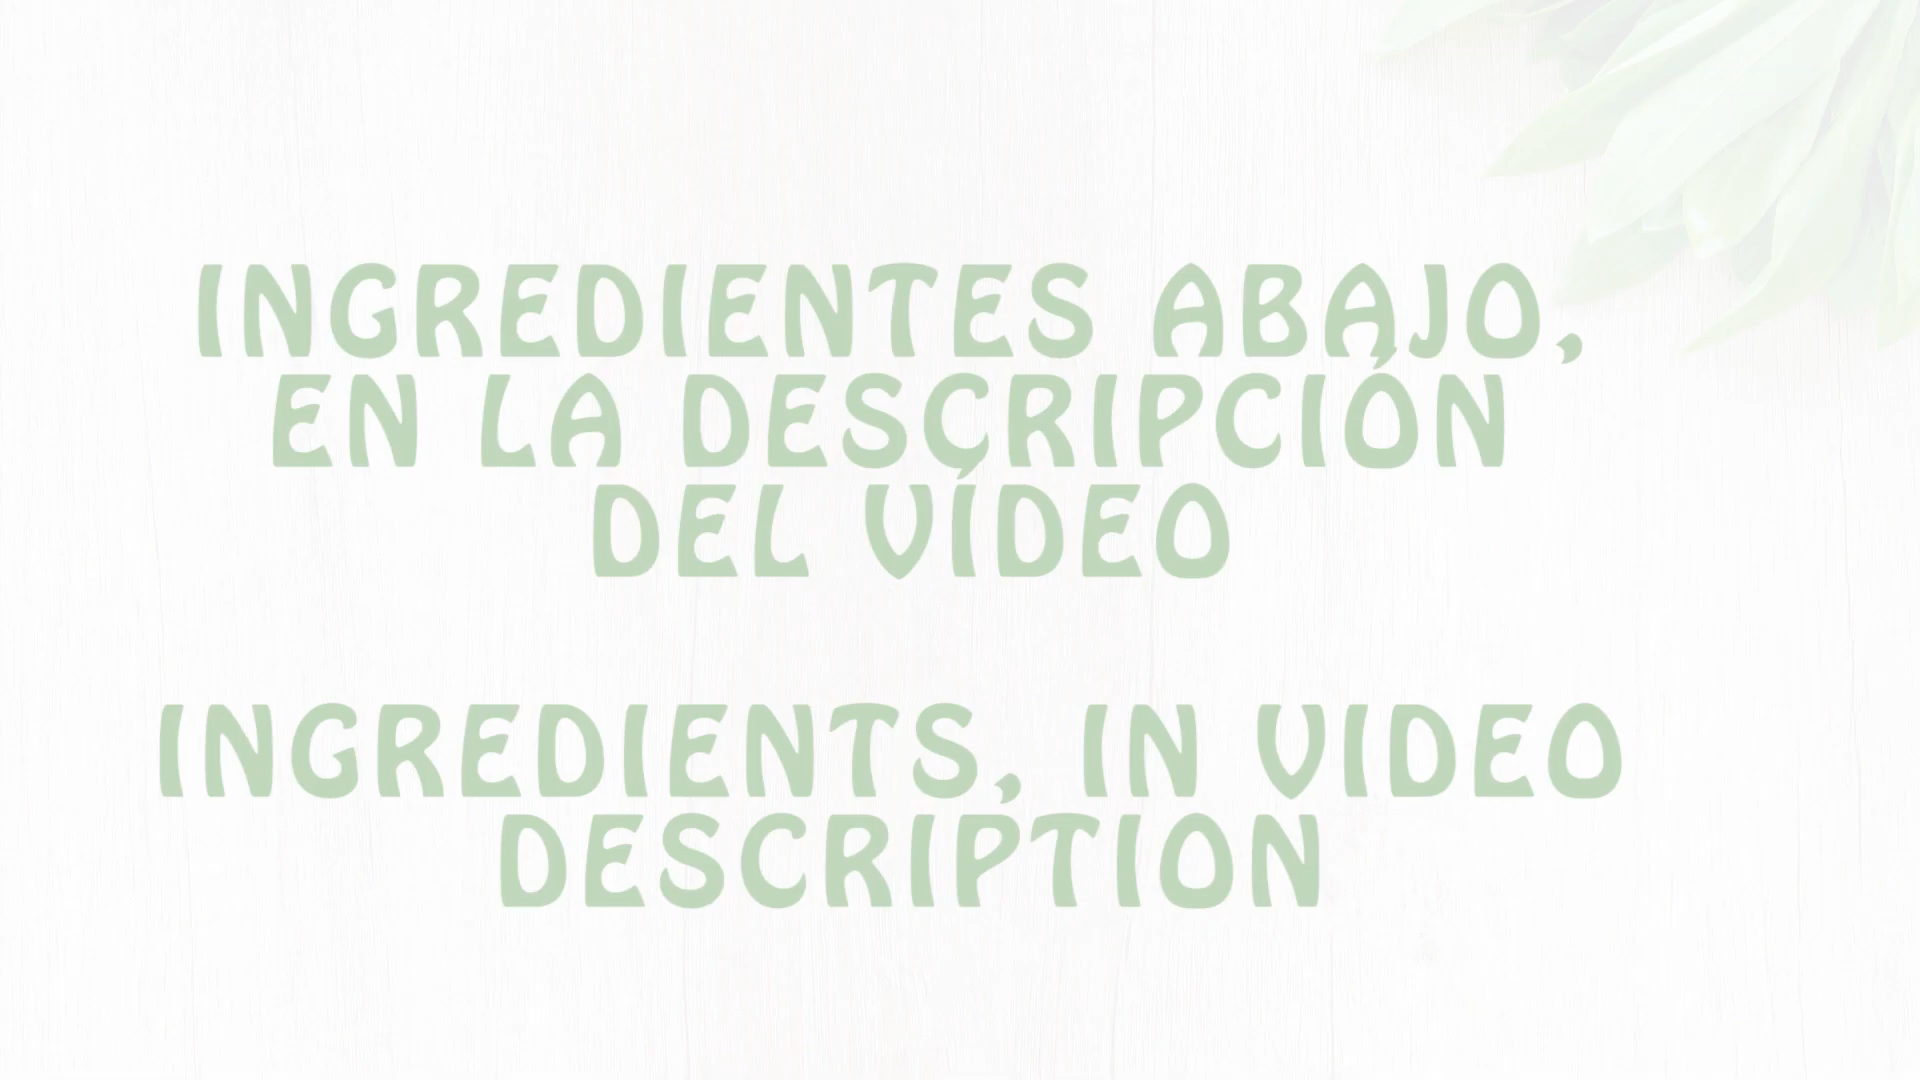 INGREDIENTES ABAJO,
EN LA DESCRIPCIÓN
DEL VÍDEO
INGREDIENTS, IN VIDEO
DESCRIPTION